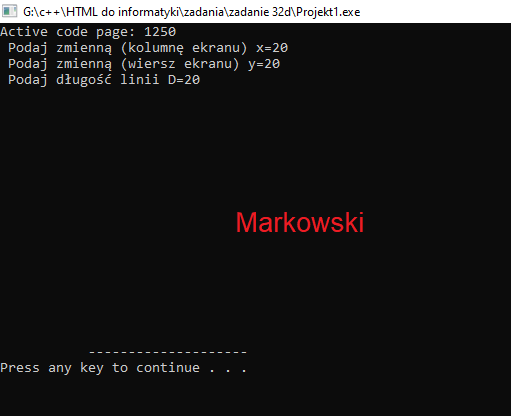 G:\c++\HTML do informatyki\zadania\zadanie 32d\Projekt1.exe
Active code page: 1250
Podaj zmienną (kolumnę ekranu) x=20
Podaj zmienną (wiersz ekranu) y=20
Podaj długość linii D=20
Markowski
--------------------
Press any key to continue . . .